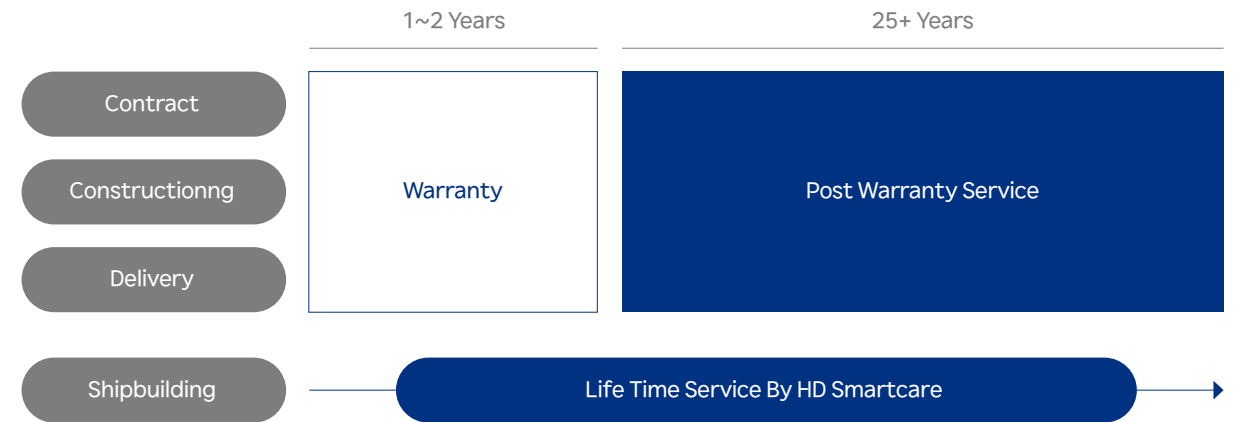 1~2 Years
25+ Years
Contract
Constructionng
Delivery
Warranty
Post Warranty Service
Shipbuilding
Life Time Service By HD Smartcare